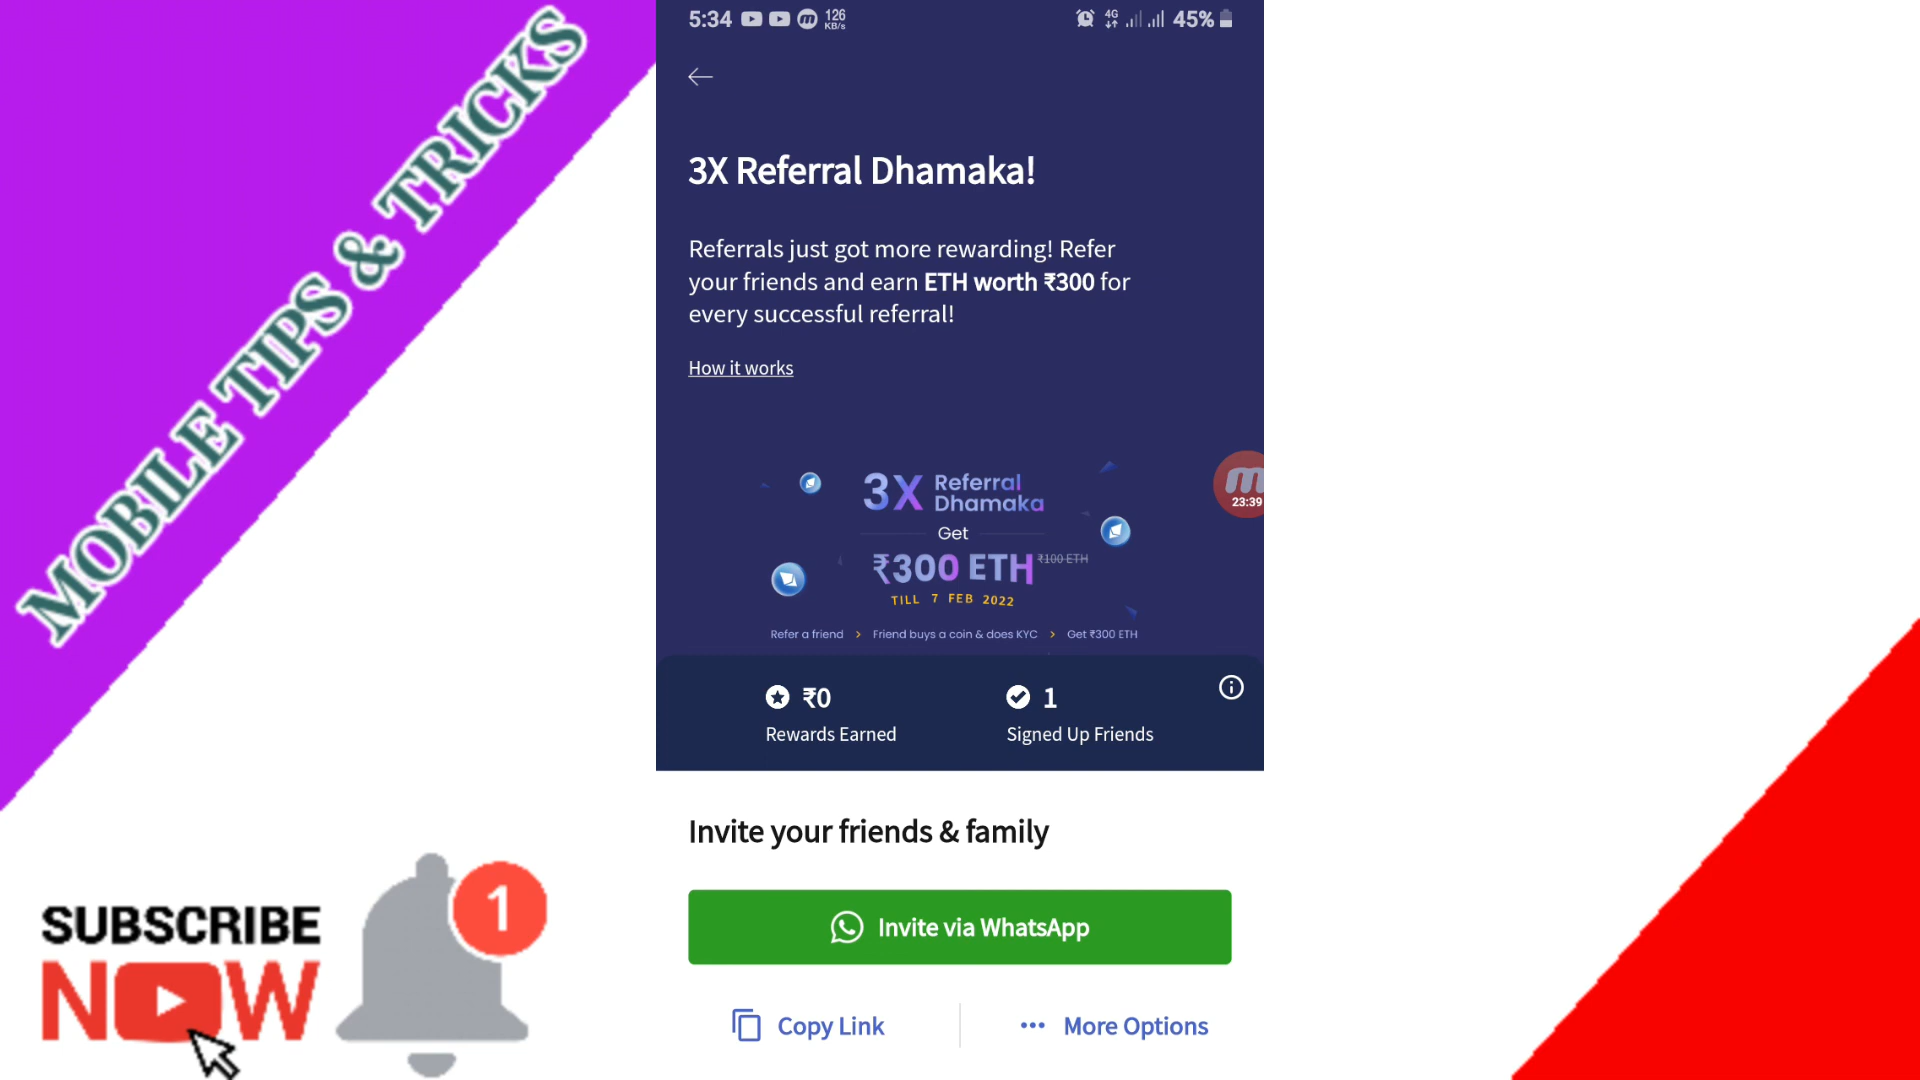 MOBILE TIPS & TRICKS
5:34 126 KB/s 4G 45%
3X Referral Dhamaka!
Referrals just got more rewarding! Refer
your friends and earn ETH worth ₹300 for
every successful referral!
How it works
3X Referral
Dhamaka
Get
₹300 ETH ₹100 ETH
TILL 7 FEB 2022
Refer a friend > Friend buys a coin & does KYC > Get ₹300 ETH
23:39
₹0
Rewards Earned
1
Signed Up Friends
Invite your friends & family
Invite via WhatsApp
Copy Link
More Options
SUBSCRIBE
NOW
1